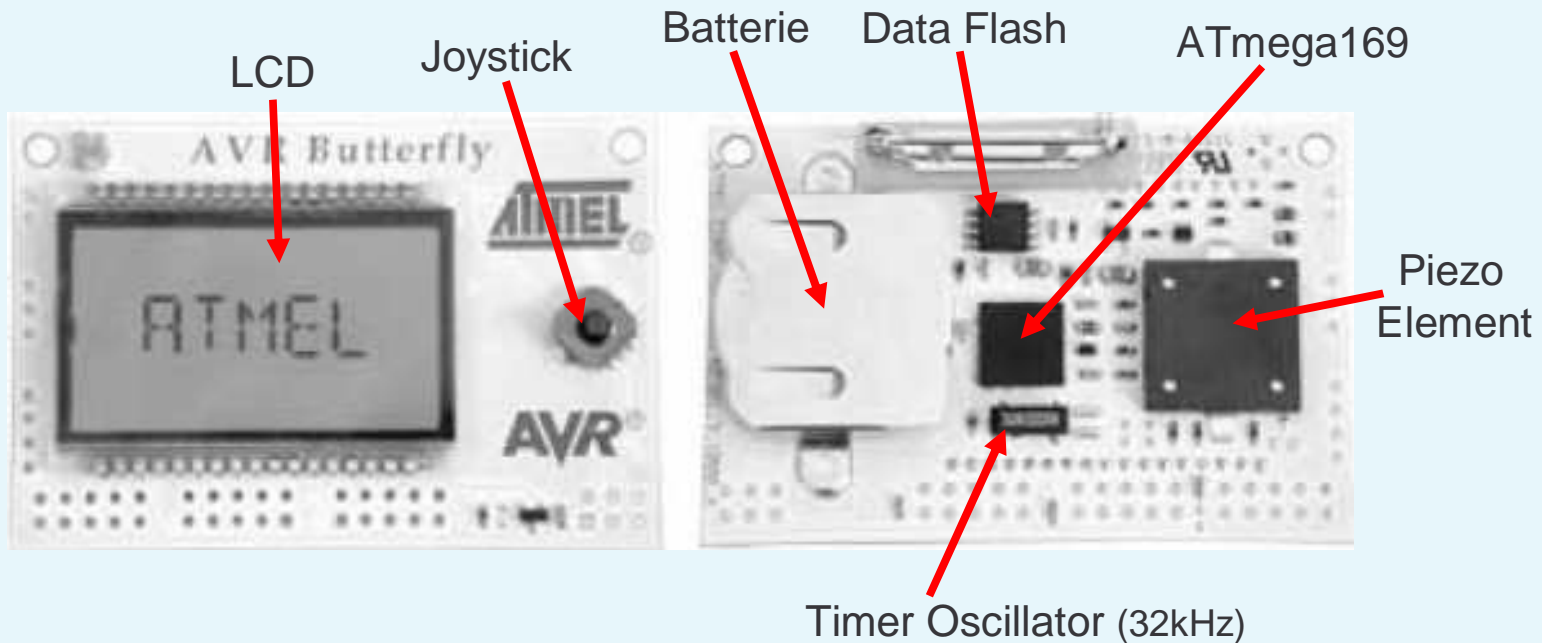 Batterie
Data Flash
ATmega169
Joystick
LCD
AVR Butterfly
ATMEL
ATMEL
AVR
Piezo
Element
Timer Oscillator (32kHz)